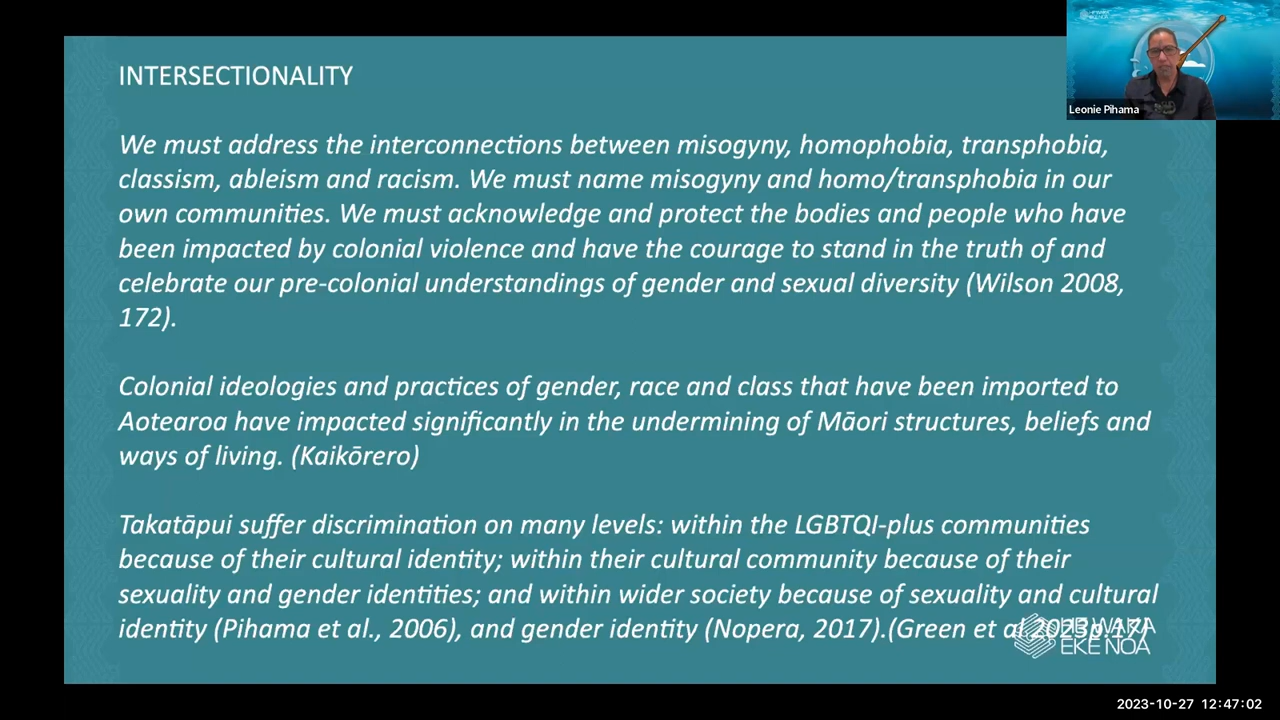 INTERSECTIONALITY
We must address the interconnections between misogyny, homophobia, transphobia,
classism, ableism and racism. We must name misogyny and homo/transphobia in our
own communities. We must acknowledge and protect the bodies and people who have
been impacted by colonial violence and have the courage to stand in the truth of and
celebrate our pre-colonial understandings of gender and sexual diversity (Wilson 2008,
172).
Colonial ideologies and practices of gender, race and class that have been imported to
Aotearoa have impacted significantly in the undermining of Māori structures, beliefs and
ways of living. (Kaikōrero)
Takatāpui suffer discrimination on many levels: within the LGBTQI-plus communities
because of their cultural identity; within their cultural community because of their
sexuality and gender identities; and within wider society because of sexuality and cultural
identity (Pihama et al., 2006), and gender identity (Nopera, 2017).(Green et al 2023p.17)
HE WAKA
EKE NOA
Leonie Pihama
2023-10-27 12:47:02